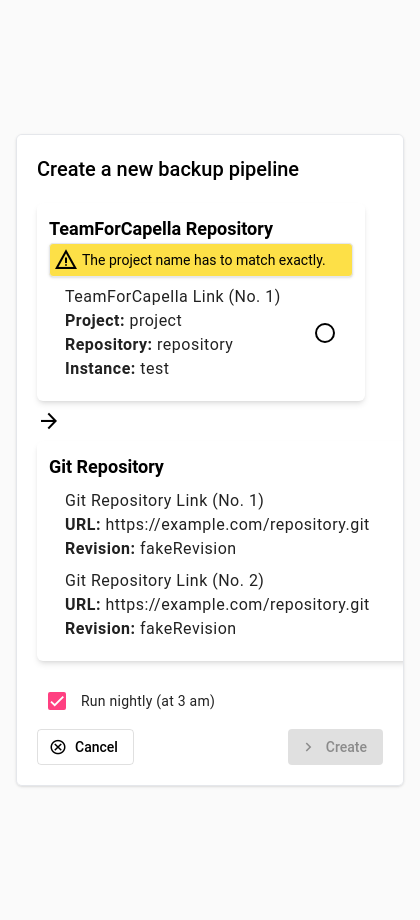 Create a new backup pipeline
TeamForCapella Repository
The project name has to match exactly.
TeamForCapella Link (No. 1)
Project: project
Repository: repository
Instance: test
Git Repository
Git Repository Link (No. 1)
URL: https://example.com/repository.git
Revision: fakeRevision
Git Repository Link (No. 2)
URL: https://example.com/repository.git
Revision: fakeRevision
Run nightly (at 3 am)
Cancel
Create